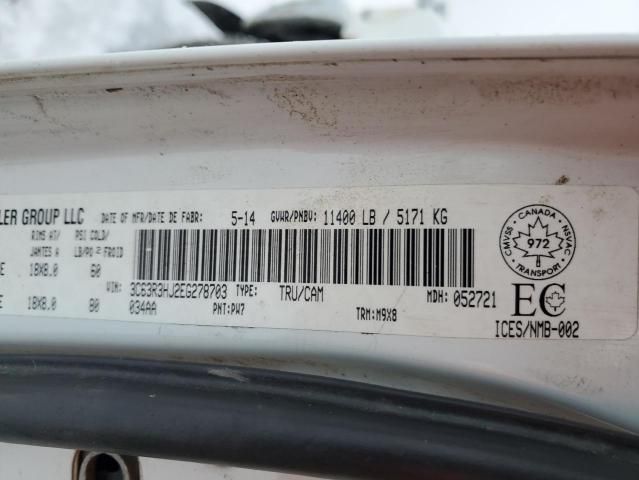 LER GROUP LLC DATE OF MFR/DATE DE FABR: 5-14 GVWR/PNBV: 11400 LB / 5171 KG
RIMS AT/ PSI COLD/
JANTES A LB/PO² FROID
E 18X8.0 60
VIN: 3C63R3HJ2EG278703 TYPE: TRU/CAM MDH: 052721
E 18X8.0 80 034AA PNT: PW7 TRM: M9X8
CMVSS CANADA NSVAC
972
TRANSPORT
EC
ICES/NMB-002